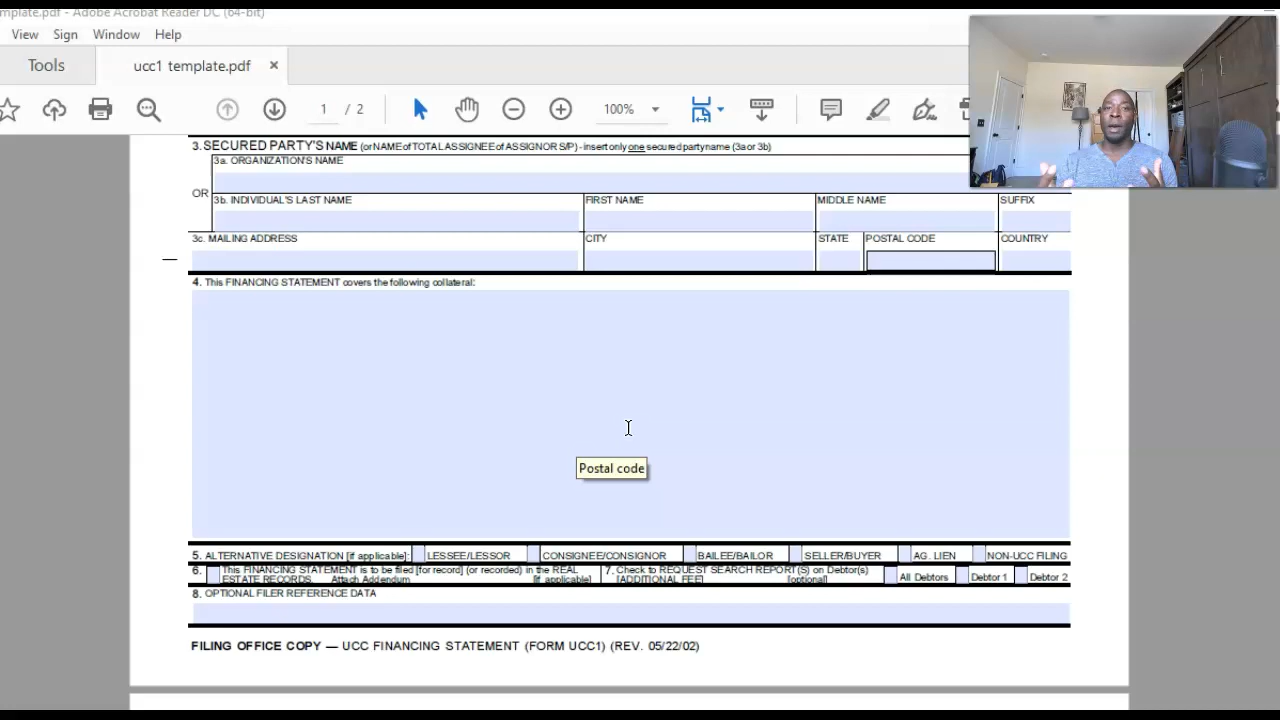 mplate.pdf - Adobe Acrobat Reader DC (64-bit)
View Sign Window Help
Tools ucc1 template.pdf ×
1 / 2 100%
3. SECURED PARTY'S NAME (or NAME of TOTAL ASSIGNEE of ASSIGNOR S/P) - insert only one secured party name (3a or 3b)
3a. ORGANIZATION'S NAME
OR
3b. INDIVIDUAL'S LAST NAME FIRST NAME MIDDLE NAME SUFFIX
3c. MAILING ADDRESS CITY STATE POSTAL CODE COUNTRY
4. This FINANCING STATEMENT covers the following collateral:
Postal code
5. ALTERNATIVE DESIGNATION [if applicable]: LESSEE/LESSOR CONSIGNEE/CONSIGNOR BAILEE/BAILOR SELLER/BUYER AG. LIEN NON-UCC FILING
6. This FINANCING STATEMENT is to be filed [for record] (or recorded) in the REAL 7. Check to REQUEST SEARCH REPORT(S) on Debtor(s)
ESTATE RECORDS. Attach Addendum [if applicable] [ADDITIONAL FEE] [optional] All Debtors Debtor 1 Debtor 2
8. OPTIONAL FILER REFERENCE DATA
FILING OFFICE COPY — UCC FINANCING STATEMENT (FORM UCC1) (REV. 05/22/02)